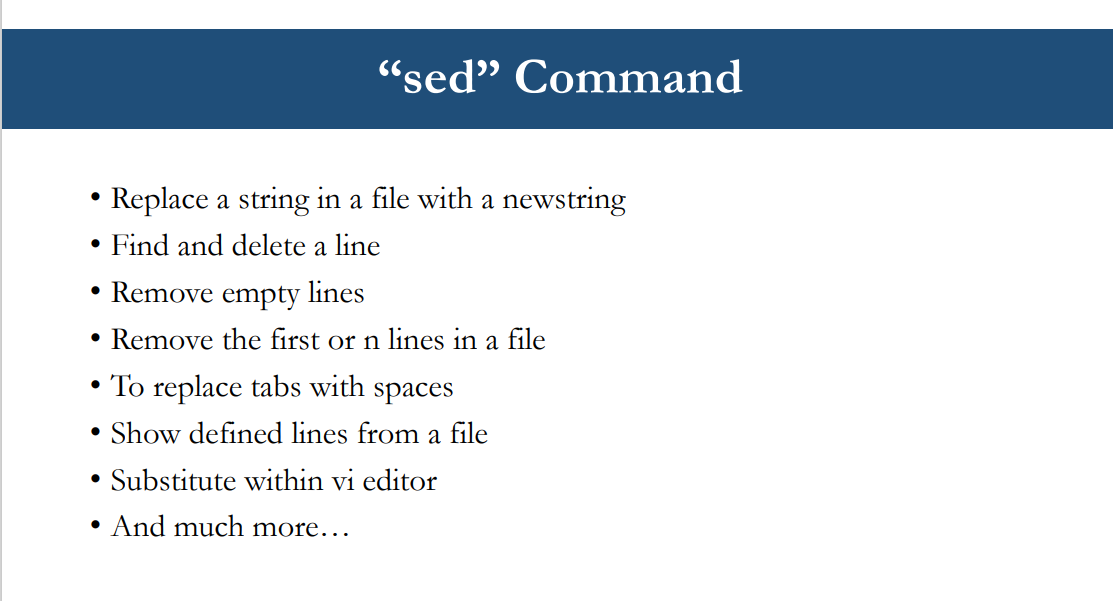 “sed” Command
• Replace a string in a file with a newstring
• Find and delete a line
• Remove empty lines
• Remove the first or n lines in a file
• To replace tabs with spaces
• Show defined lines from a file
• Substitute within vi editor
• And much more…